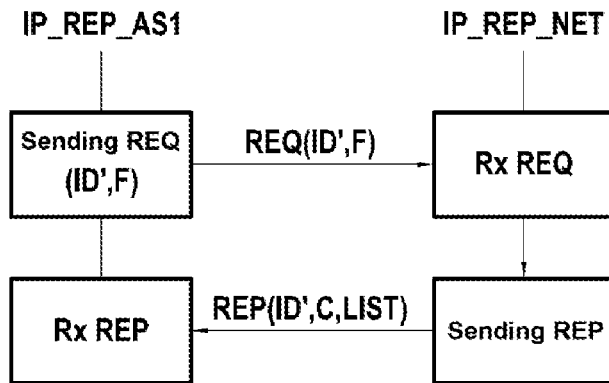 IP_REP_AS1
IP_REP_NET
Sending REQ
(ID',F)
REQ(ID',F)
Rx REQ
Rx REP
REP(ID',C,LIST)
Sending REP